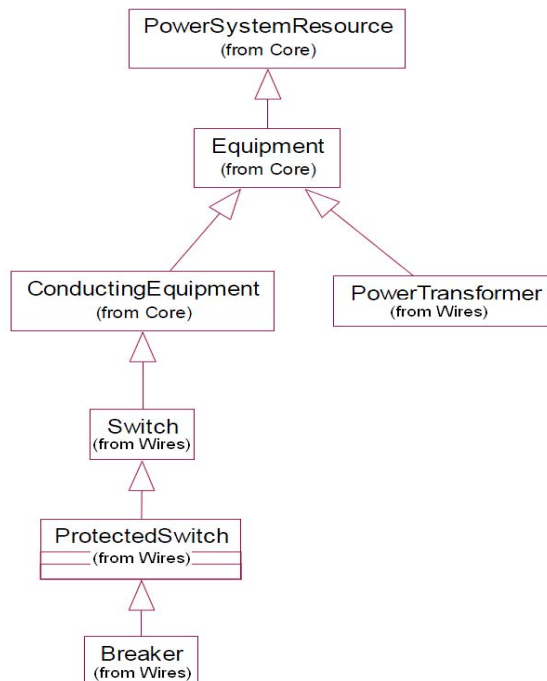 PowerSystemResource
(from Core)
Equipment
(from Core)
ConductingEquipment
(from Core)
PowerTransformer
(from Wires)
Switch
(from Wires)
ProtectedSwitch
(from Wires)
Breaker
(from Wires)